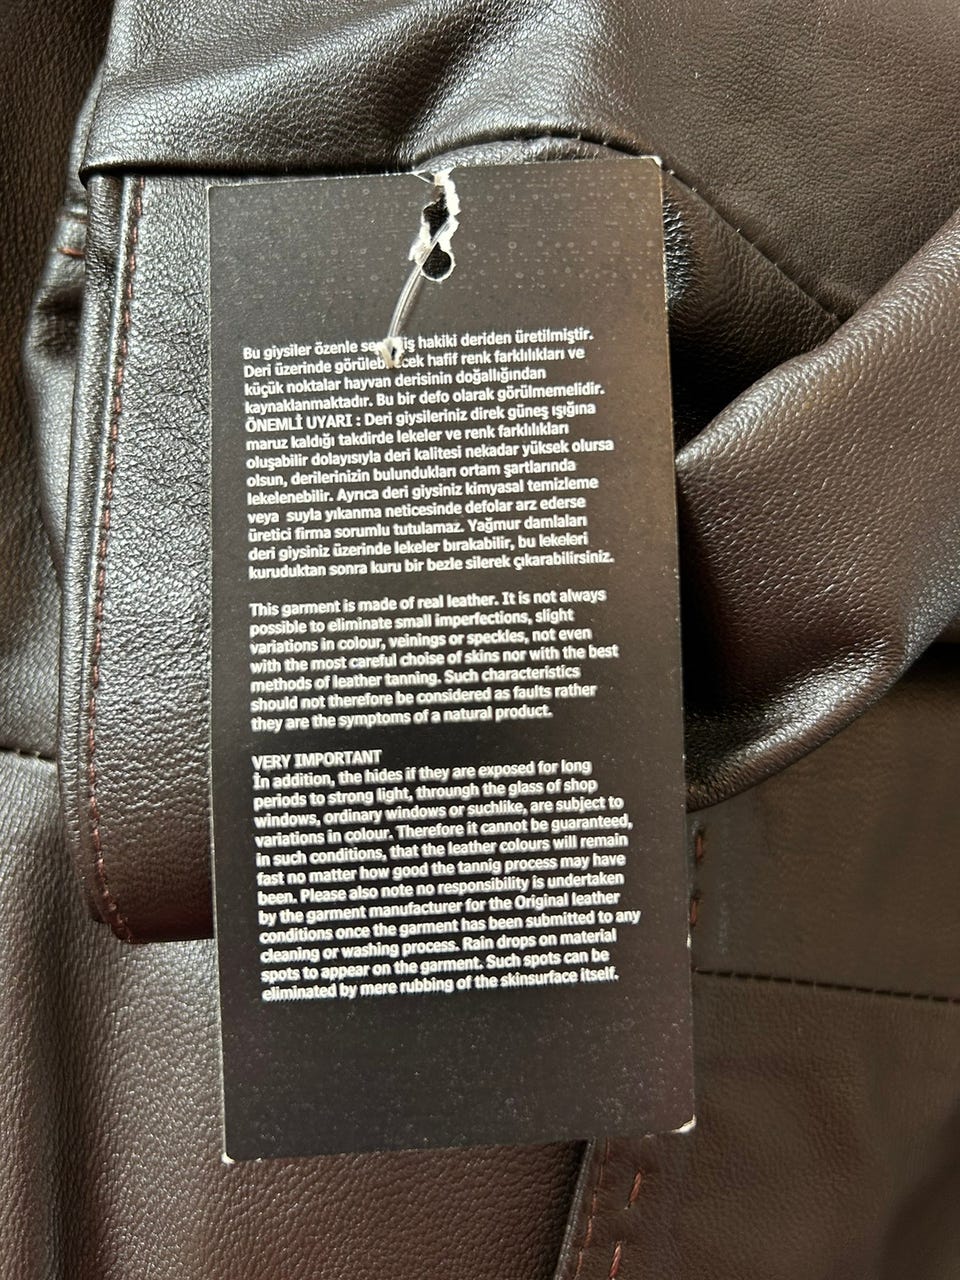 Bu giysiler özenle hakiki deriden üretilmiştir.
Deri üzerinde hafif renk farklılıkları ve
küçük noktalar hayvan derisinin doğallığından
kaynaklanmaktadır. Bu bir defo olarak görülmemelidir.
ÖNEMLİ UYARI : Deri giysileriniz direk güneş ışığına
maruz kaldığı takdirde lekeler ve renk farklılıkları
oluşabilir dolayısıyla deri kalitesi nekadar yüksek olursa
olsun, derilerinizin bulundukları ortam şartlarında
lekelenebilir. Ayrıca deri giysiniz kimyasal temizleme
veya suyla yıkanma neticesinde defolar arz ederse
üretici firma sorumlu tutulamaz. Yağmur damlaları
deri giysiniz üzerinde lekeler bırakabilir, bu lekeleri
kuruduktan sonra kuru bir bezle silerek çıkarabilirsiniz.
This garment is made of real leather. It is not always
possible to eliminate small imperfections, slight
variations in colour, veinings or speckles, not even
with the most careful choise of skins nor with the best
methods of leather tanning. Such characteristics
should not therefore be considered as faults rather
they are the symptoms of a natural product.
VERY IMPORTANT
İn addition, the hides if they are exposed for long
periods to strong light, thruough the glass of shop
windows, ordinary windows or suchlike, are subject to
variations in colour. Therefore it cannot be guaranteed,
in such conditions, that the leather colours will remain
fast no matter how good the tannig process may have
been. Please also note no responsibility is undertaken
by the garment manufacturer for the Original leather
conditions once the garment has been submitted to any
cleaning or washing process. Rain drops on material
spots to appear on the garment. Such spots can be
eliminated by mere rubbing of the skinsurface itself.